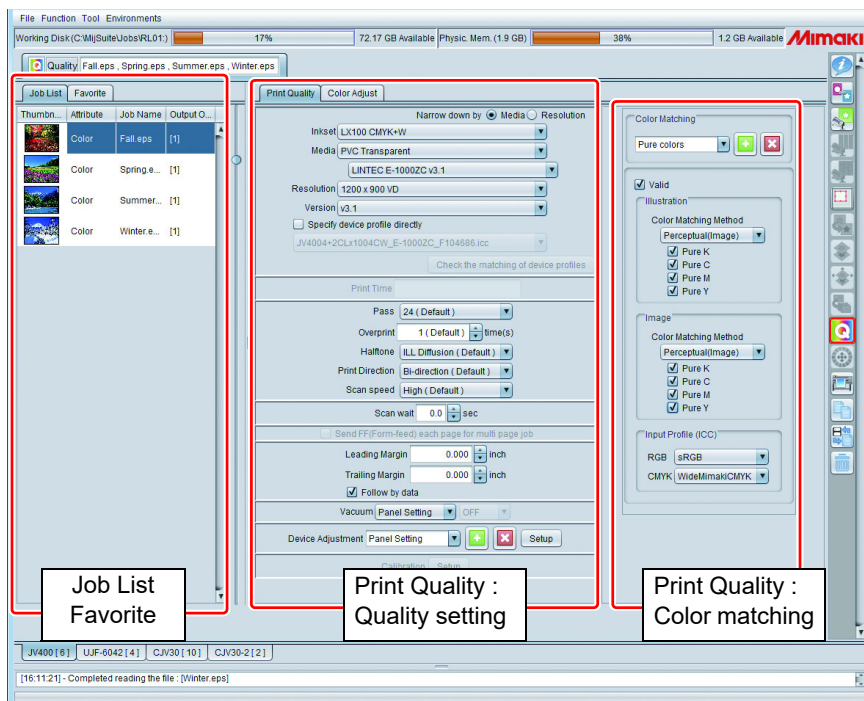 File Function Tool Environments
Working Disk (C:\MijSuite\Jobs\RL01:) 17% 72.17 GB Available Physic. Mem. (1.9 GB) 38% 1.2 GB Available Mimaki
Quality Fall.eps , Spring.eps , Summer.eps , Winter.eps
Job List Favorite
Thumbn... Attribute Job Name Output O...
Color Fall.eps [1]
Color Spring.e... [1]
Color Summer... [1]
Color Winter.e... [1]
Print Quality Color Adjust
Narrow down by Media Resolution
Inkset LX100 CMYK+W
Media PVC Transparent
LINTEC E-1000ZC v3.1
Resolution 1200 x 900 VD
Version v3.1
Specify device profile directly
JV4004+2CLx1004CW_E-1000ZC_F104686.icc
Check the matching of device profiles
Print Time
Pass 24 ( Default )
Overprint 1 ( Default ) time(s)
Halftone ILL Diffusion ( Default )
Print Direction Bi-direction ( Default )
Scan speed High ( Default )
Scan wait 0.0 sec
Send FF(Form-feed) each page for multi page job
Leading Margin 0.000 inch
Trailing Margin 0.000 inch
Follow by data
Vacuum Panel Setting OFF
Device Adjustment Panel Setting Setup
Calibration Setup
Color Matching
Pure colors
Valid
Illustration
Color Matching Method
Perceptual(Image)
Pure K
Pure C
Pure M
Pure Y
Image
Color Matching Method
Perceptual(Image)
Pure K
Pure C
Pure M
Pure Y
Input Profile (ICC)
RGB sRGB
CMYK WideMimakiCMYK
Job List
Favorite
Print Quality :
Quality setting
Print Quality :
Color matching
JV400 [ 6 ] UJF-6042 [ 4 ] CJV30 [ 10 ] CJV30-2 [ 2 ]
[16:11:21] - Completed reading the file : [Winter.eps]